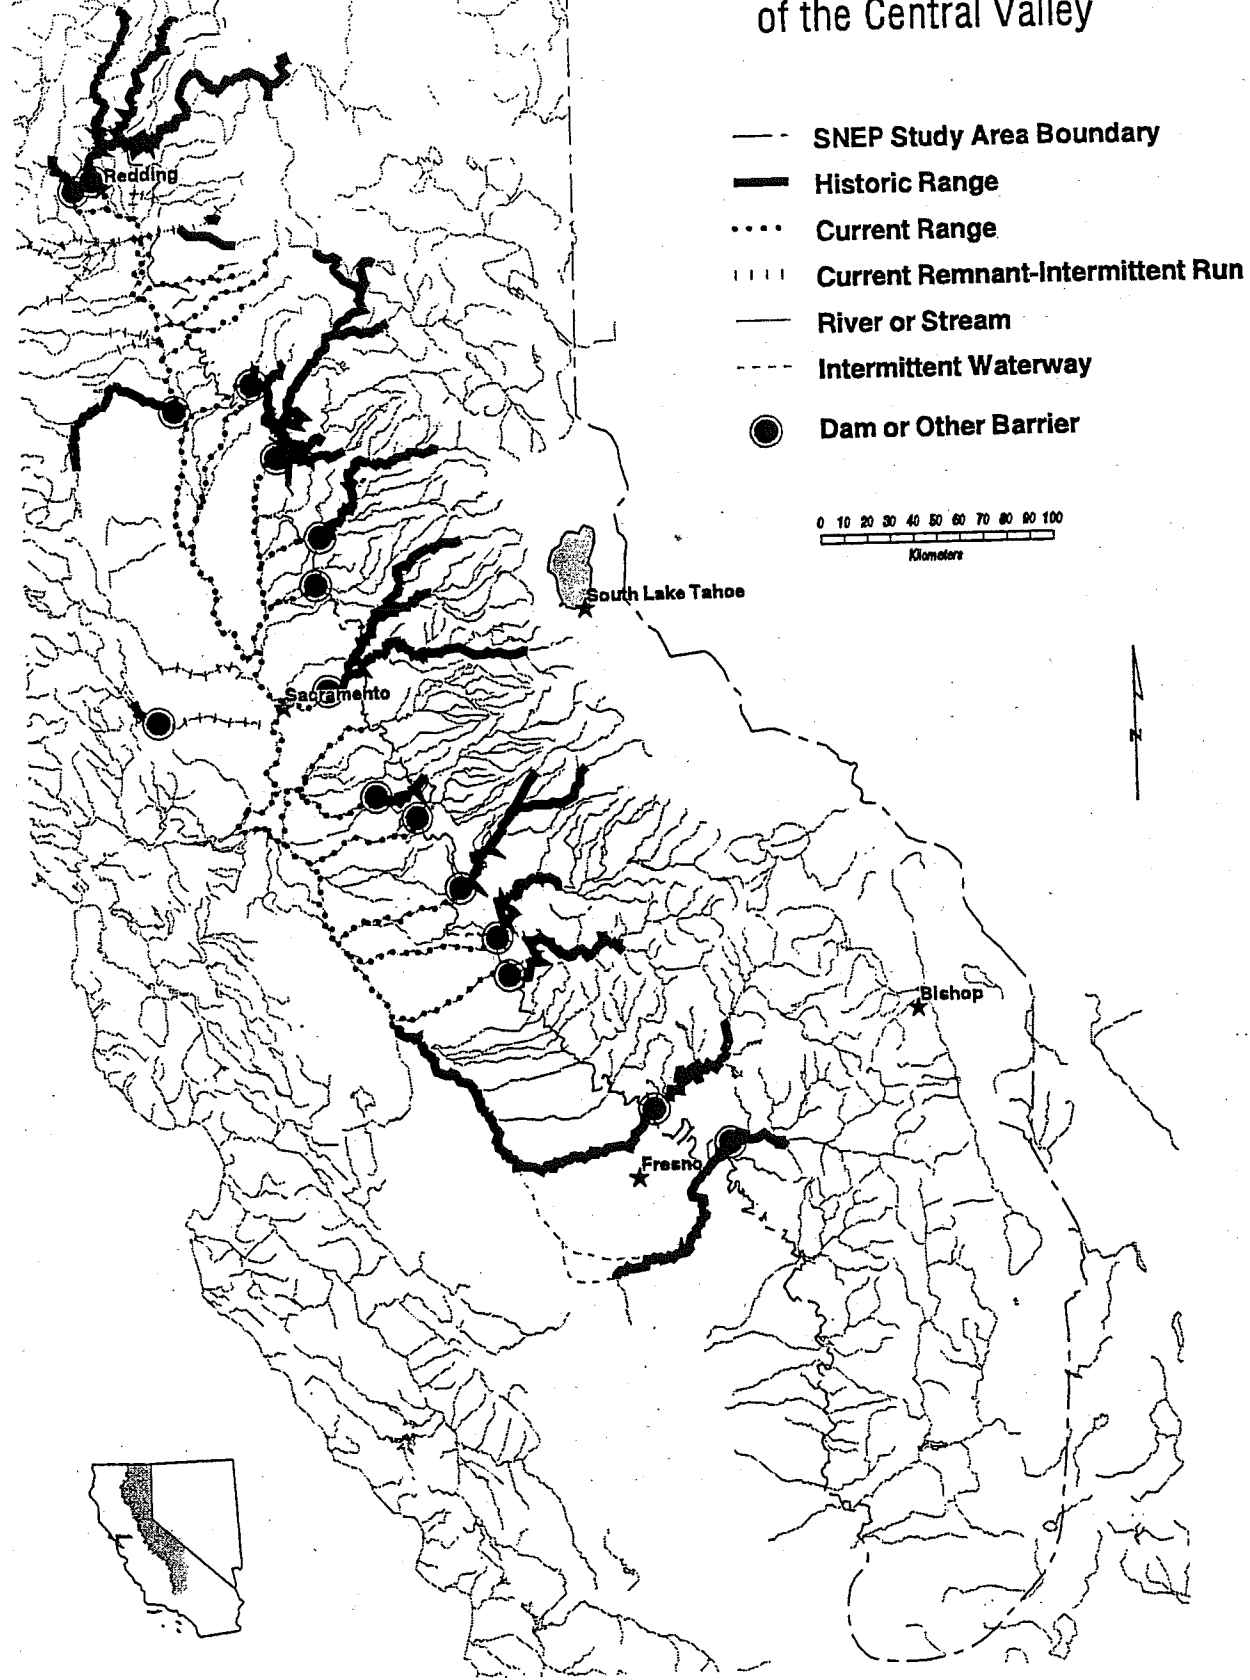 of the Central Valley
SNEP Study Area Boundary
Historic Range
Current Range
Current Remnant-Intermittent Run
River or Stream
Intermittent Waterway
Dam or Other Barrier
0 10 20 30 40 50 60 70 80 90 100
Kilometers
Redding
South Lake Tahoe
Sacramento
N
Bishop
Fresno